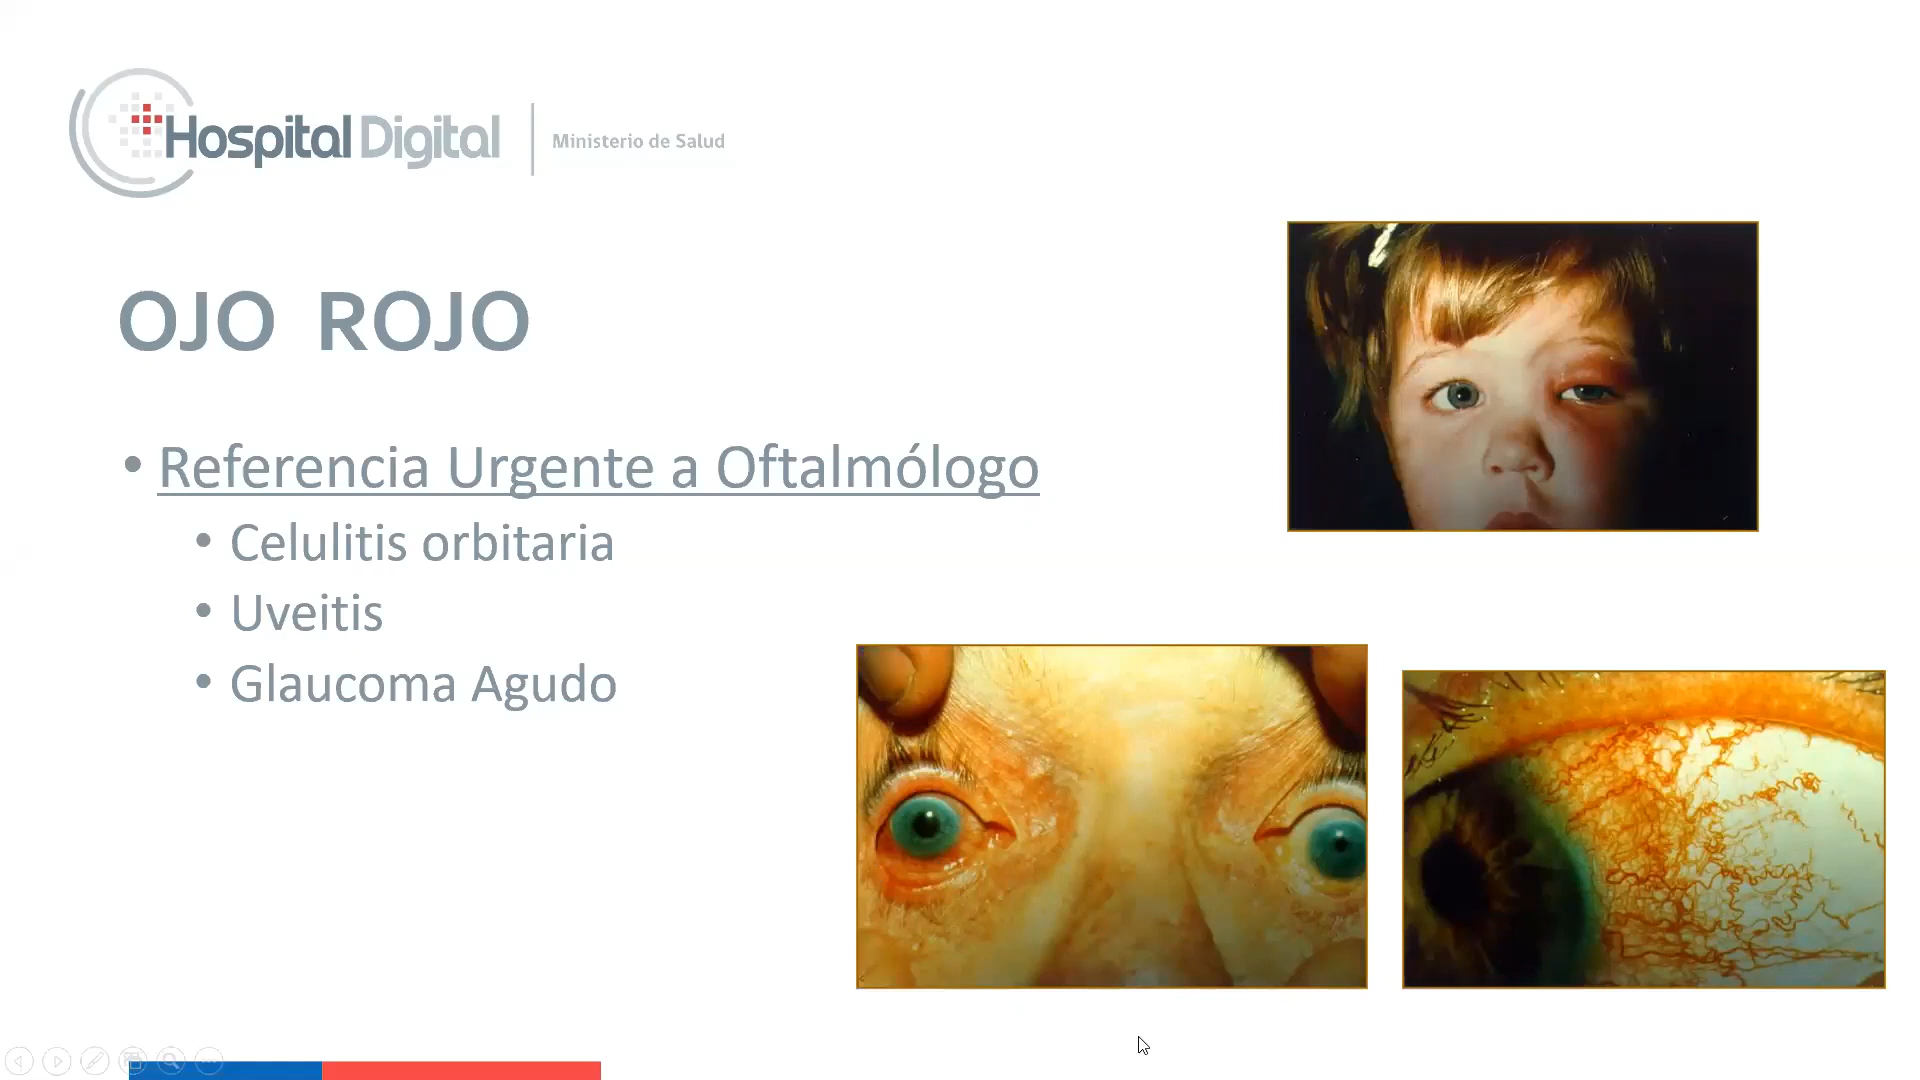 Hospital Digital
Ministerio de Salud
OJO ROJO
• Referencia Urgente a Oftalmólogo
• Celulitis orbitaria
• Uveitis
• Glaucoma Agudo